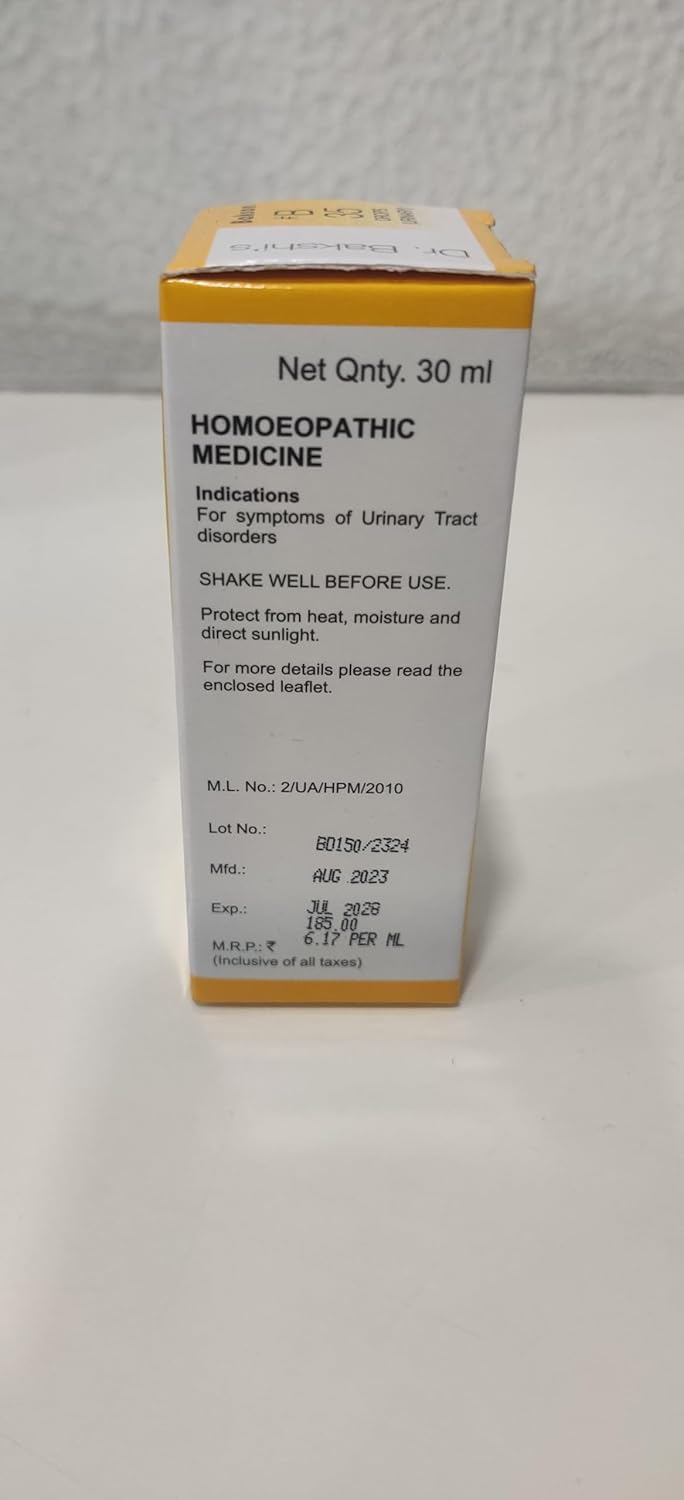 Bakson
B
35
DROPS
Dr. Bakshi's
Net Qnty. 30 ml
HOMOEOPATHIC
MEDICINE
Indications
For symptoms of Urinary Tract
disorders
SHAKE WELL BEFORE USE.
Protect from heat, moisture and
direct sunlight.
For more details please read the
enclosed leaflet.
M.L. No.: 2/UA/HPM/2010
Lot No.: BD150/2324
Mfd.: AUG 2023
Exp.: JUL 2028
185.00
M.R.P.: ₹ 6.17 PER ML
(Inclusive of all taxes)